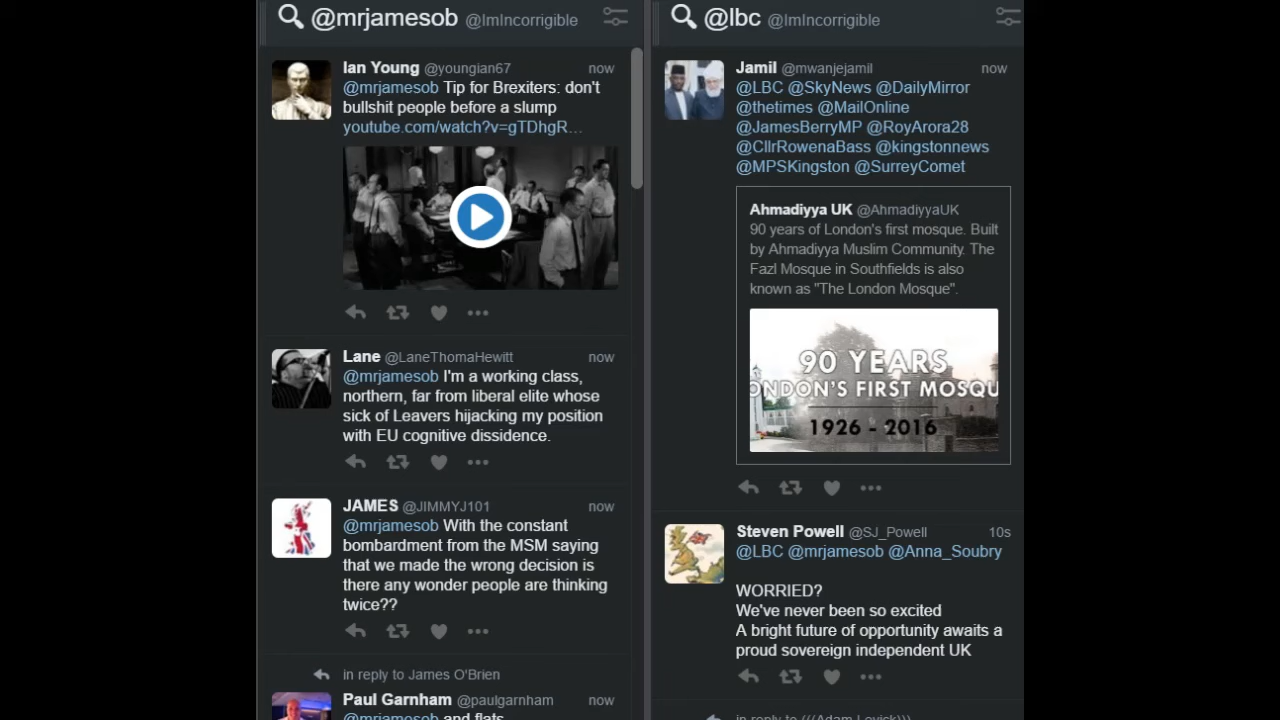 @mrjamesob @ImIncorrigible
Ian Young @youngian67 now
@mrjamesob Tip for Brexiters: don't
bullshit people before a slump
youtube.com/watch?v=gTDhgR...
Lane @LaneThomaHewitt now
@mrjamesob I'm a working class,
northern, far from liberal elite whose
sick of Leavers hijacking my position
with EU cognitive dissidence.
JAMES @JIMMYJ101 now
@mrjamesob With the constant
bombardment from the MSM saying
that we made the wrong decision is
there any wonder people are thinking
twice??
in reply to James O'Brien
Paul Garnham @paulgarnham now
@mrjamesob and flats
@lbc @ImIncorrigible
Jamil @mwanjejamil now
@LBC @SkyNews @DailyMirror
@thetimes @MailOnline
@JamesBerryMP @RoyArora28
@CllrRowenaBass @kingstonnews
@MPSKingston @SurreyComet
Ahmadiyya UK @AhmadiyyaUK
90 years of London's first mosque. Built
by Ahmadiyya Muslim Community. The
Fazl Mosque in Southfields is also
known as "The London Mosque".
90 YEARS
ONDON'S FIRST MOSQU
1926 - 2016
Steven Powell @SJ_Powell 10s
@LBC @mrjamesob @Anna_Soubry
WORRIED?
We've never been so excited
A bright future of opportunity awaits a
proud sovereign independent UK
in reply to (((Adam Lovick)))